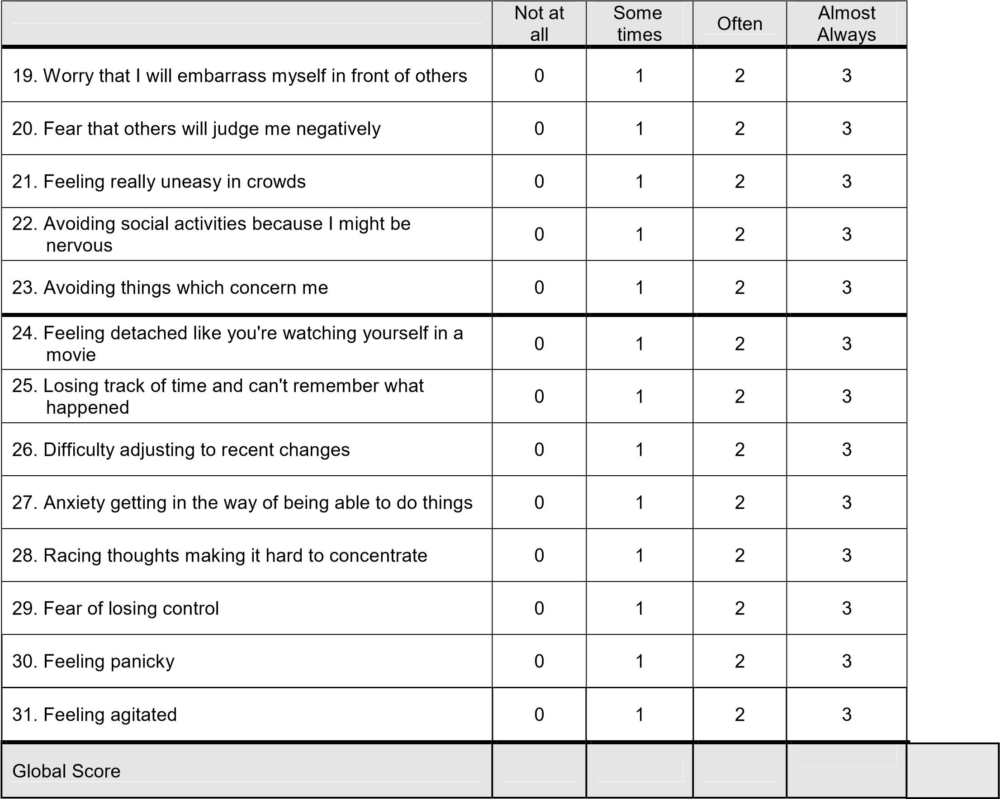 Not at all Some times Often Almost Always
19. Worry that I will embarrass myself in front of others 0 1 2 3
20. Fear that others will judge me negatively 0 1 2 3
21. Feeling really uneasy in crowds 0 1 2 3
22. Avoiding social activities because I might be
nervous 0 1 2 3
23. Avoiding things which concern me 0 1 2 3
24. Feeling detached like you're watching yourself in a
movie 0 1 2 3
25. Losing track of time and can't remember what
happened 0 1 2 3
26. Difficulty adjusting to recent changes 0 1 2 3
27. Anxiety getting in the way of being able to do things 0 1 2 3
28. Racing thoughts making it hard to concentrate 0 1 2 3
29. Fear of losing control 0 1 2 3
30. Feeling panicky 0 1 2 3
31. Feeling agitated 0 1 2 3
Global Score